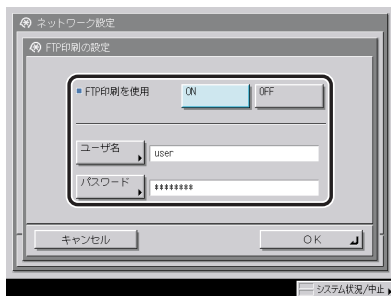 ネットワーク設定
FTP印刷の設定
FTP印刷を使用 ON OFF
ユーザ名 user
パスワード ********
キャンセル OK
システム状況/中止